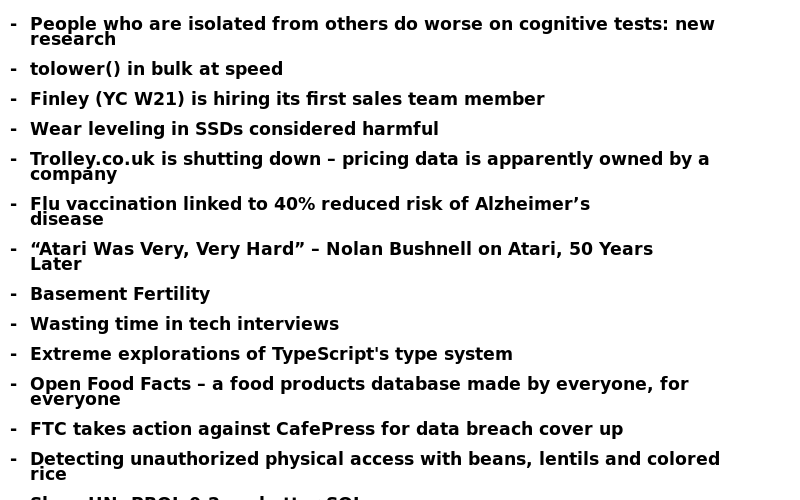 - People who are isolated from others do worse on cognitive tests: new
research
- tolower() in bulk at speed
- Finley (YC W21) is hiring its first sales team member
- Wear leveling in SSDs considered harmful
- Trolley.co.uk is shutting down – pricing data is apparently owned by a
company
- Flu vaccination linked to 40% reduced risk of Alzheimer’s
disease
- “Atari Was Very, Very Hard” – Nolan Bushnell on Atari, 50 Years
Later
- Basement Fertility
- Wasting time in tech interviews
- Extreme explorations of TypeScript's type system
- Open Food Facts – a food products database made by everyone, for
everyone
- FTC takes action against CafePress for data breach cover up
- Detecting unauthorized physical access with beans, lentils and colored
rice